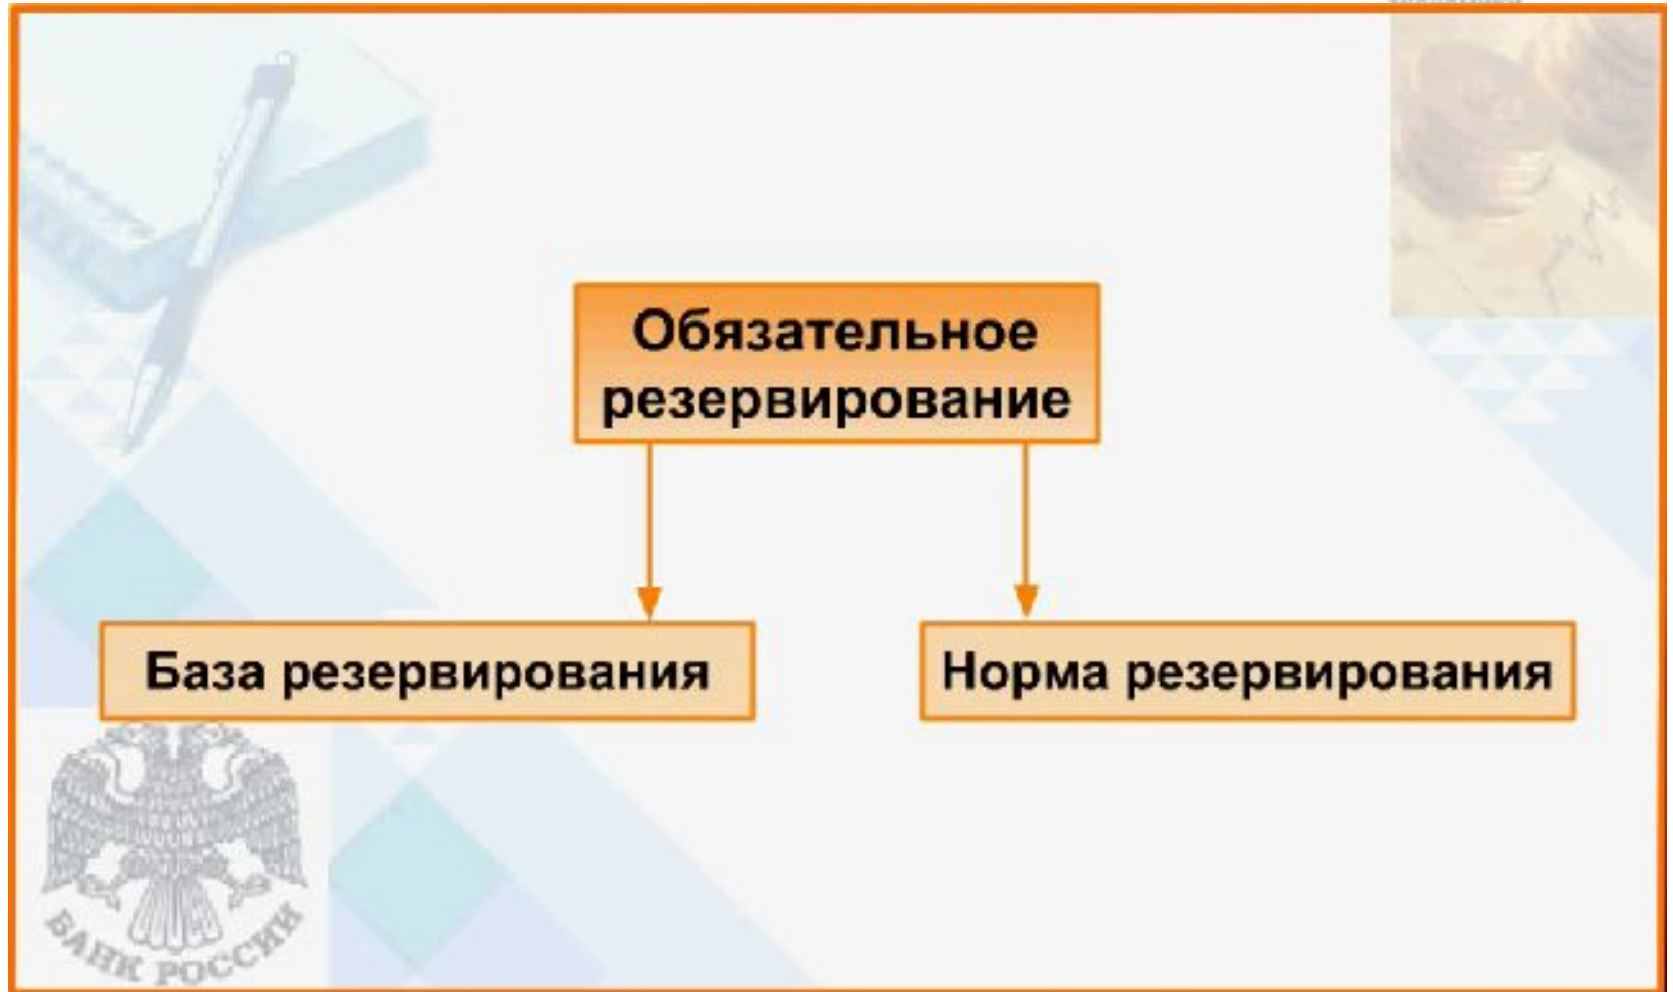 Обязательное
резервирование
База резервирования
Норма резервирования
БАНК РОССИИ